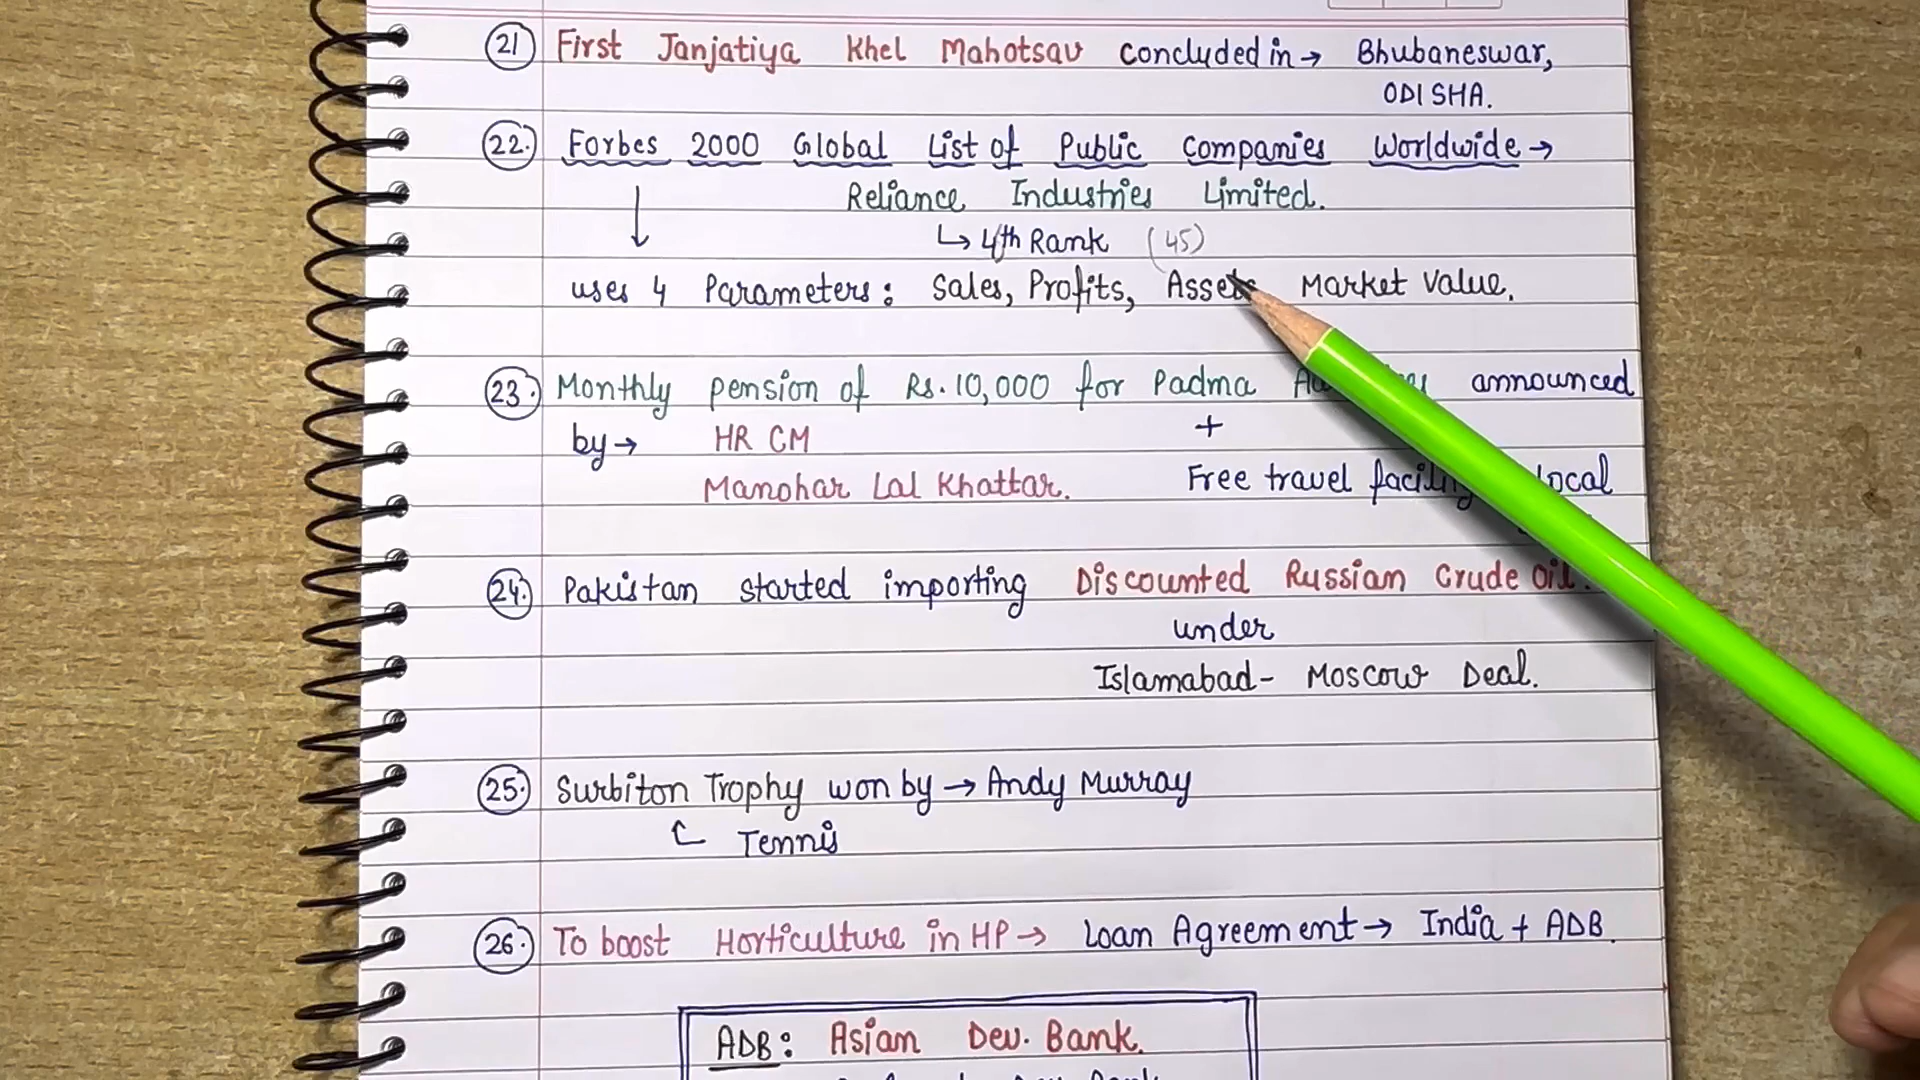 21 First Janjatiya Khel Mahotsav concluded in → Bhubaneswar,
ODISHA.
22. Forbes 2000 Global List of Public Companies Worldwide →
Reliance Industries Limited.
↳ 4th Rank (45)
uses 4 Parameters: Sales, Profits, Assets Market Value.
23. Monthly pension of Rs. 10,000 for Padma announced
by → HR CM +
Manohar Lal Khattar. Free travel facility local
24. Pakistan started importing Discounted Russian Crude Oil.
under
Islamabad - Moscow Deal.
25. Surbiton Trophy won by → Andy Murray
Tennis
26. To boost Horticulture in HP → Loan Agreement → India + ADB.
ADB: Asian Dev. Bank.